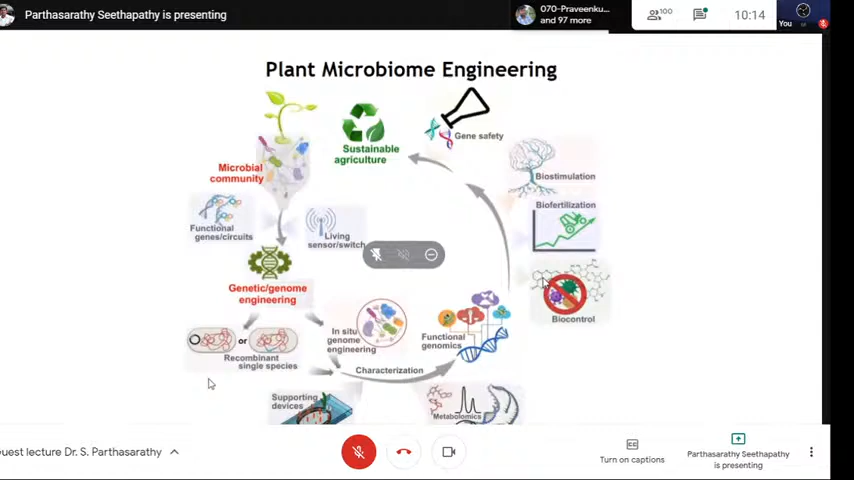 Parthasarathy Seethapathy is presenting
070-Praveenku...
and 97 more
100
10:14
You
Plant Microbiome Engineering
Gene safety
Sustainable
agriculture
Microbial
community
Biostimulation
Functional
genes/circuits
Living
sensor/switch
Biofertilization
Genetic/genome
engineering
Biocontrol
In situ
genome
engineering
Functional
genomics
or
Recombinant
single species
Characterization
Supporting
devices
Metabolomics
uest lecture Dr. S. Parthasarathy
Turn on captions
Parthasarathy Seethapathy
is presenting